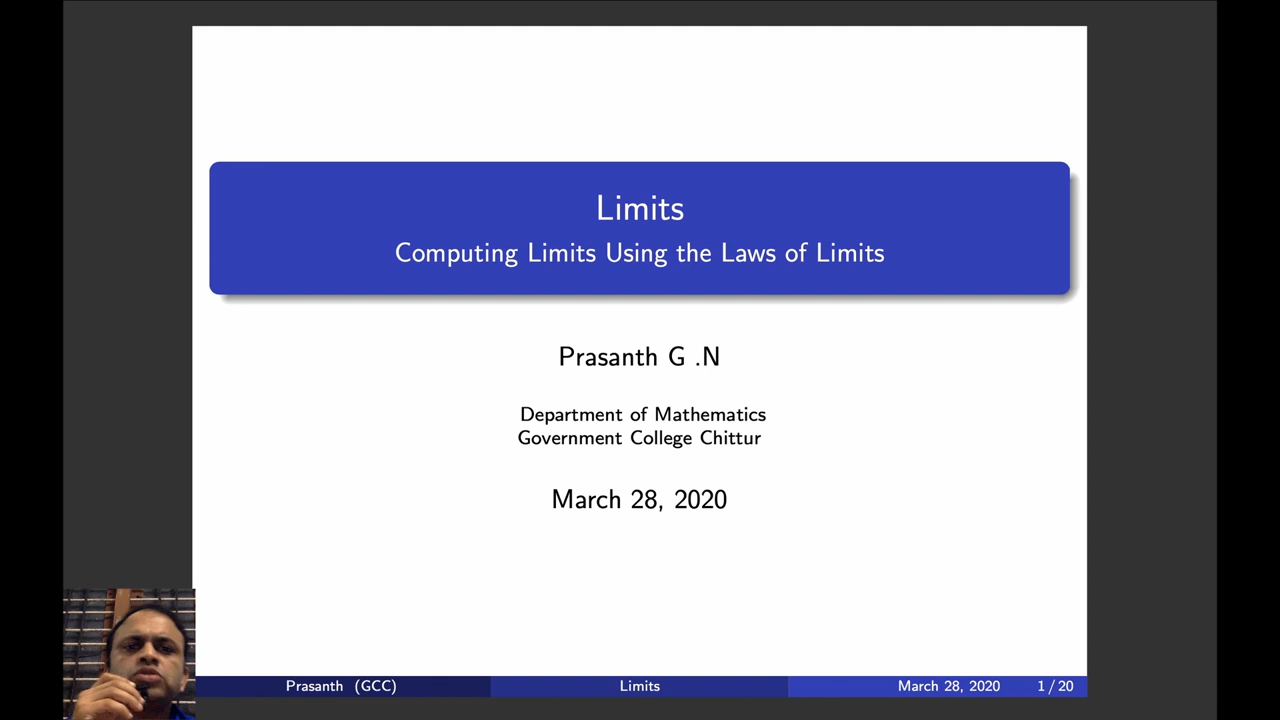 Limits
Computing Limits Using the Laws of Limits
Prasanth G .N
Department of Mathematics
Government College Chittur
March 28, 2020
Prasanth (GCC)
Limits
March 28, 2020
1 / 20